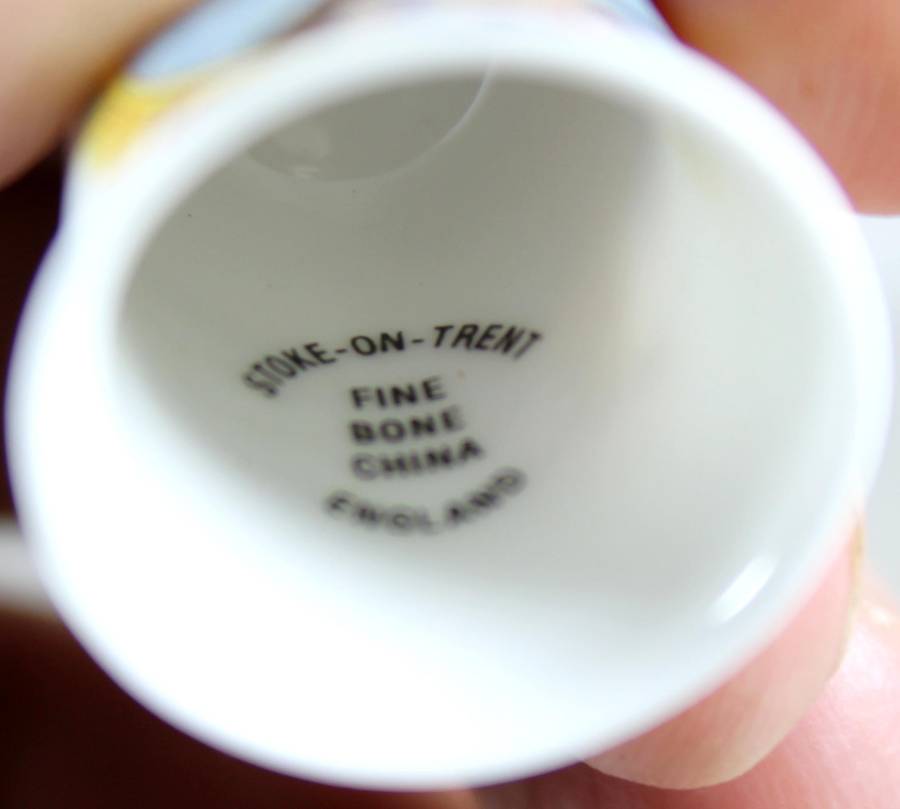 STOKE-ON-TRENT
FINE
BONE
CHINA
ENGLAND